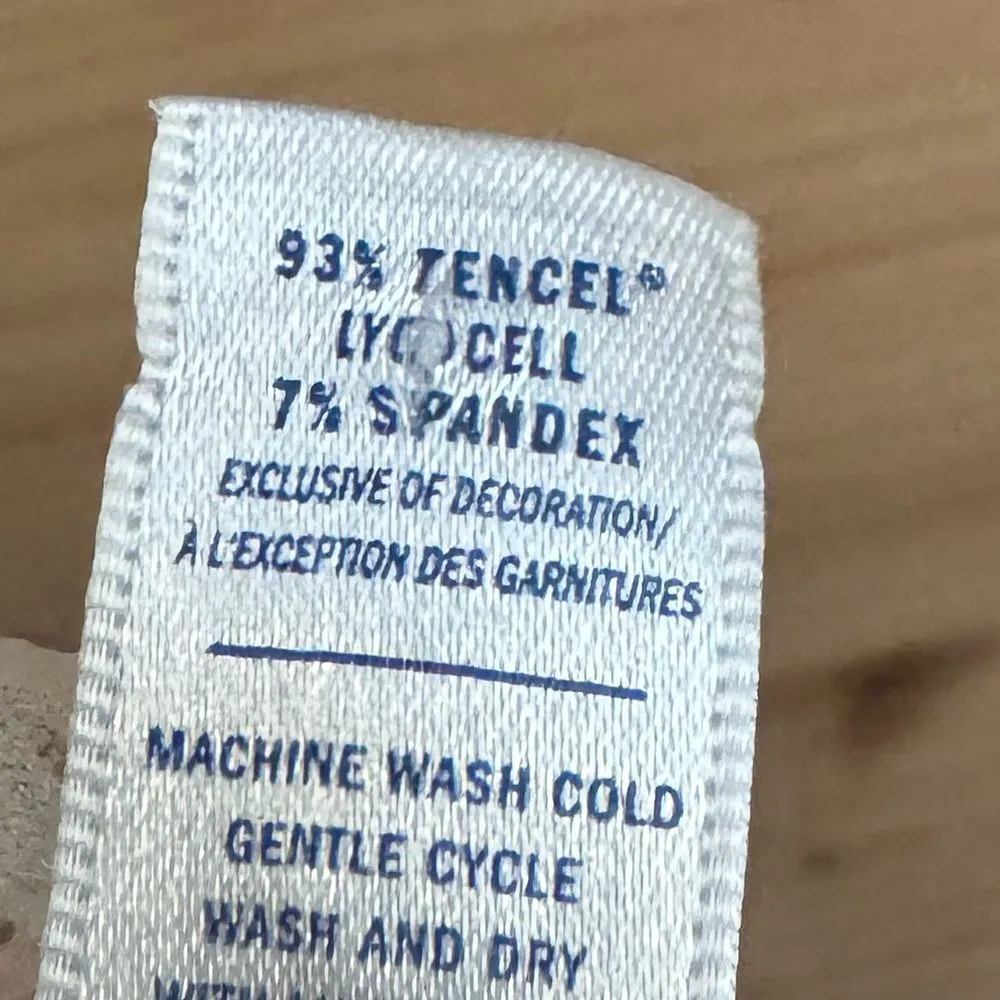 93% TENCEL®
LYOCELL
7% SPANDEX
EXCLUSIVE OF DECORATION/
À L'EXCEPTION DES GARNITURES
MACHINE WASH COLD
GENTLE CYCLE
WASH AND DRY
WITH